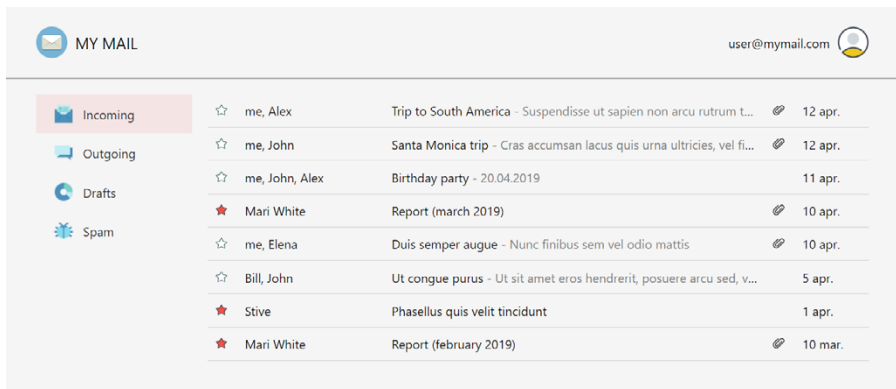 MY MAIL user@mymail.com
Incoming
Outgoing
Drafts
Spam
me, Alex Trip to South America - Suspendisse ut sapien non arcu rutrum t... 12 apr.
me, John Santa Monica trip - Cras accumsan lacus quis urna ultricies, vel fi... 12 apr.
me, John, Alex Birthday party - 20.04.2019 11 apr.
Mari White Report (march 2019) 10 apr.
me, Elena Duis semper augue - Nunc finibus sem vel odio mattis 10 apr.
Bill, John Ut congue purus - Ut sit amet eros hendrerit, posuere arcu sed, v... 5 apr.
Stive Phasellus quis velit tincidunt 1 apr.
Mari White Report (february 2019) 10 mar.